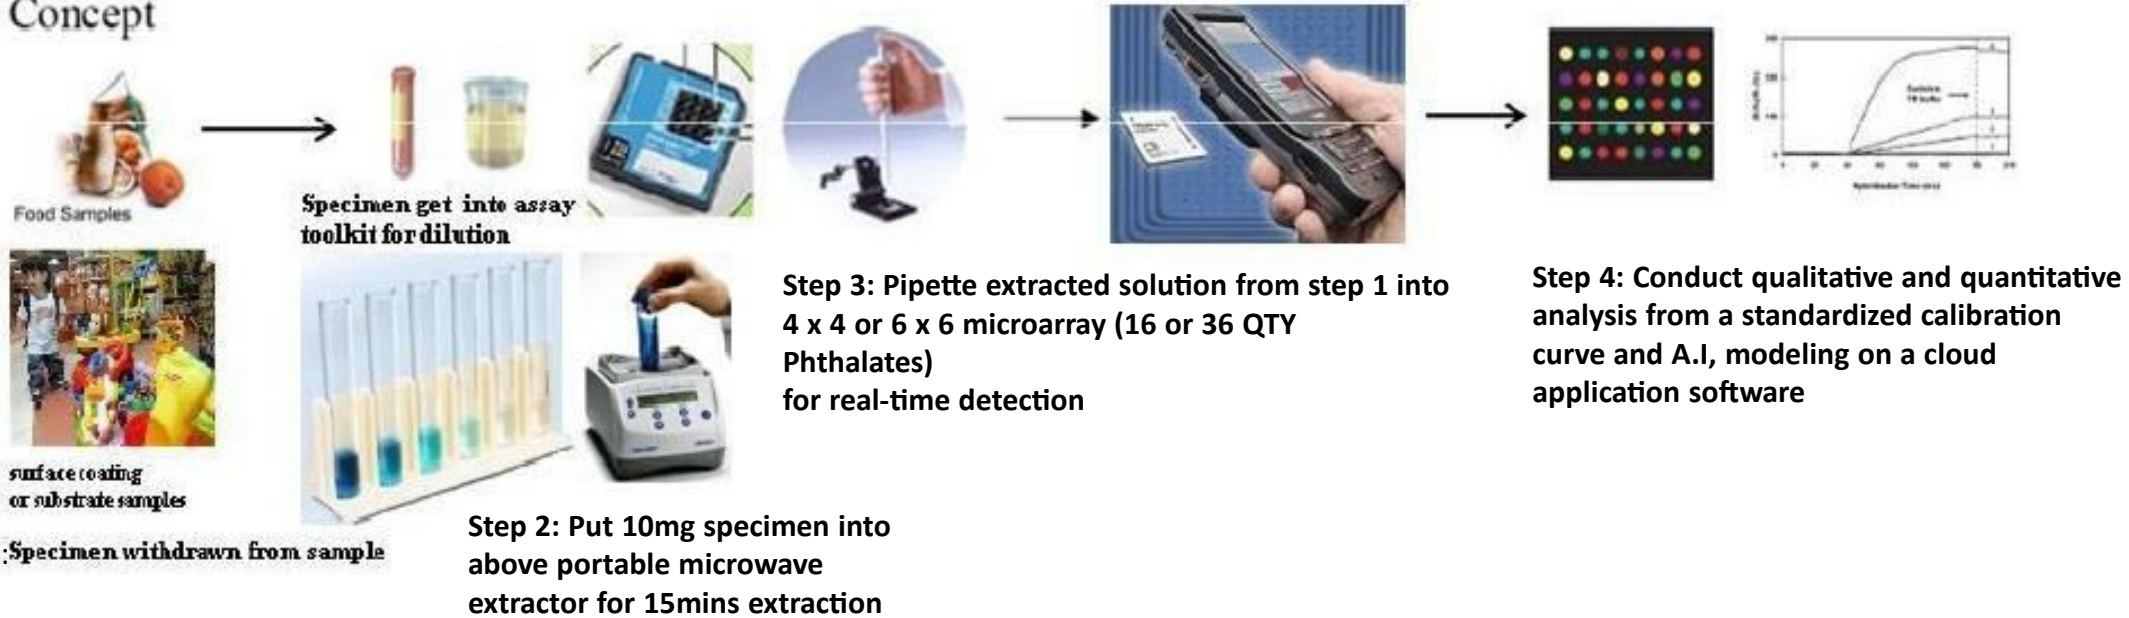 Concept
Food Samples
surface coating
or substrate samples
:Specimen withdrawn from sample
Specimen get into assay
toolkit for dilution
Step 2: Put 10mg specimen into
above portable microwave
extractor for 15mins extraction
Step 3: Pipette extracted solution from step 1 into
4 x 4 or 6 x 6 microarray (16 or 36 QTY
Phthalates)
for real-time detection
Step 4: Conduct qualitative and quantitative
analysis from a standardized calibration
curve and A.I, modeling on a cloud
application software